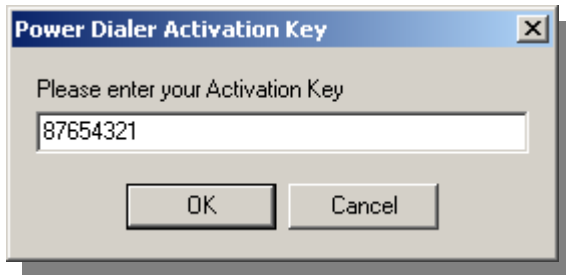 Power Dialer Activation Key
Please enter your Activation Key
87654321
OK
Cancel